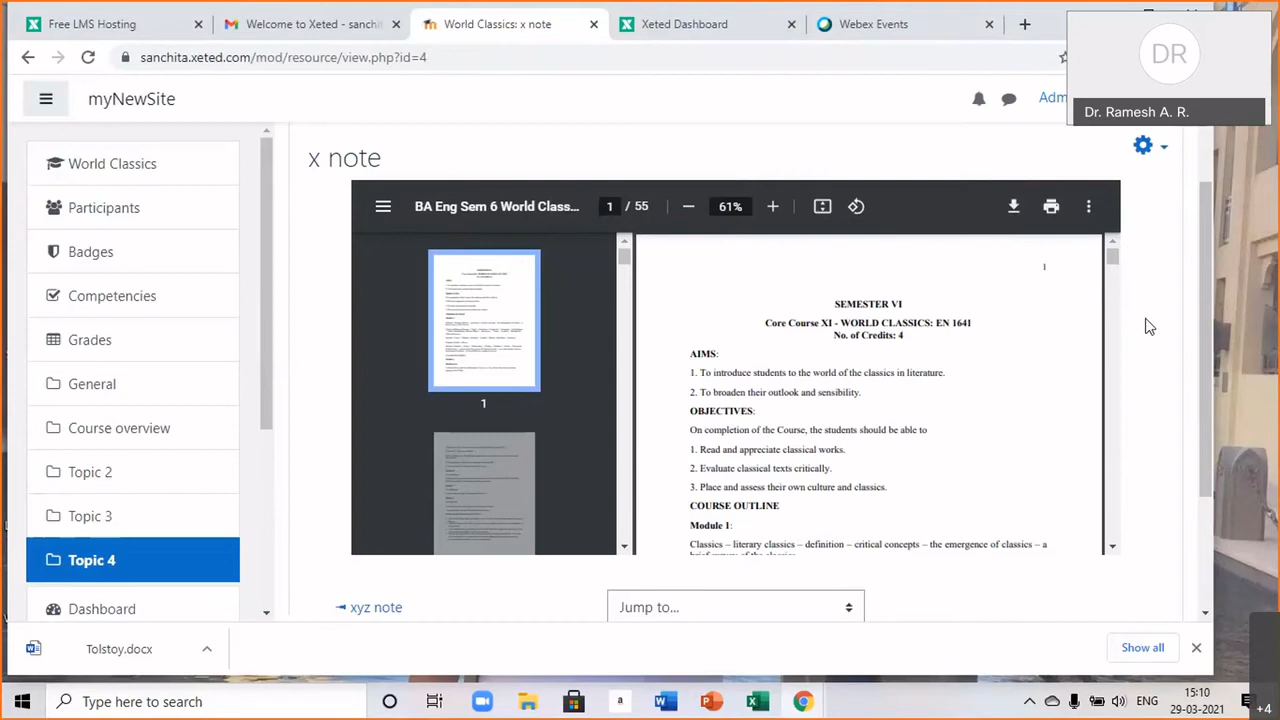 Free LMS Hosting
Welcome to Xeted - sanchit
World Classics: x note
Xeted Dashboard
Webex Events
sanchita.xeted.com/mod/resource/view.php?id=4
myNewSite
Adm
DR
Dr. Ramesh A. R.
World Classics
Participants
Badges
Competencies
Grades
General
Course overview
Topic 2
Topic 3
Topic 4
Dashboard
x note
BA Eng Sem 6 World Class...
1 / 55
61%
1
1
SEMESTER VI
Core Course XI - WORLD CLASSICS: EN 1641
No. of Credits: 4
AIMS:
1. To introduce students to the world of the classics in literature.
2. To broaden their outlook and sensibility.
OBJECTIVES:
On completion of the Course, the students should be able to
1. Read and appreciate classical works.
2. Evaluate classical texts critically.
3. Place and assess their own culture and classics.
COURSE OUTLINE
Module 1:
Classics – literary classics – definition – critical concepts – the emergence of classics – a
xyz note
Jump to...
Tolstoy.docx
Show all
Type here to search
ENG
15:10
29-03-2021
+4